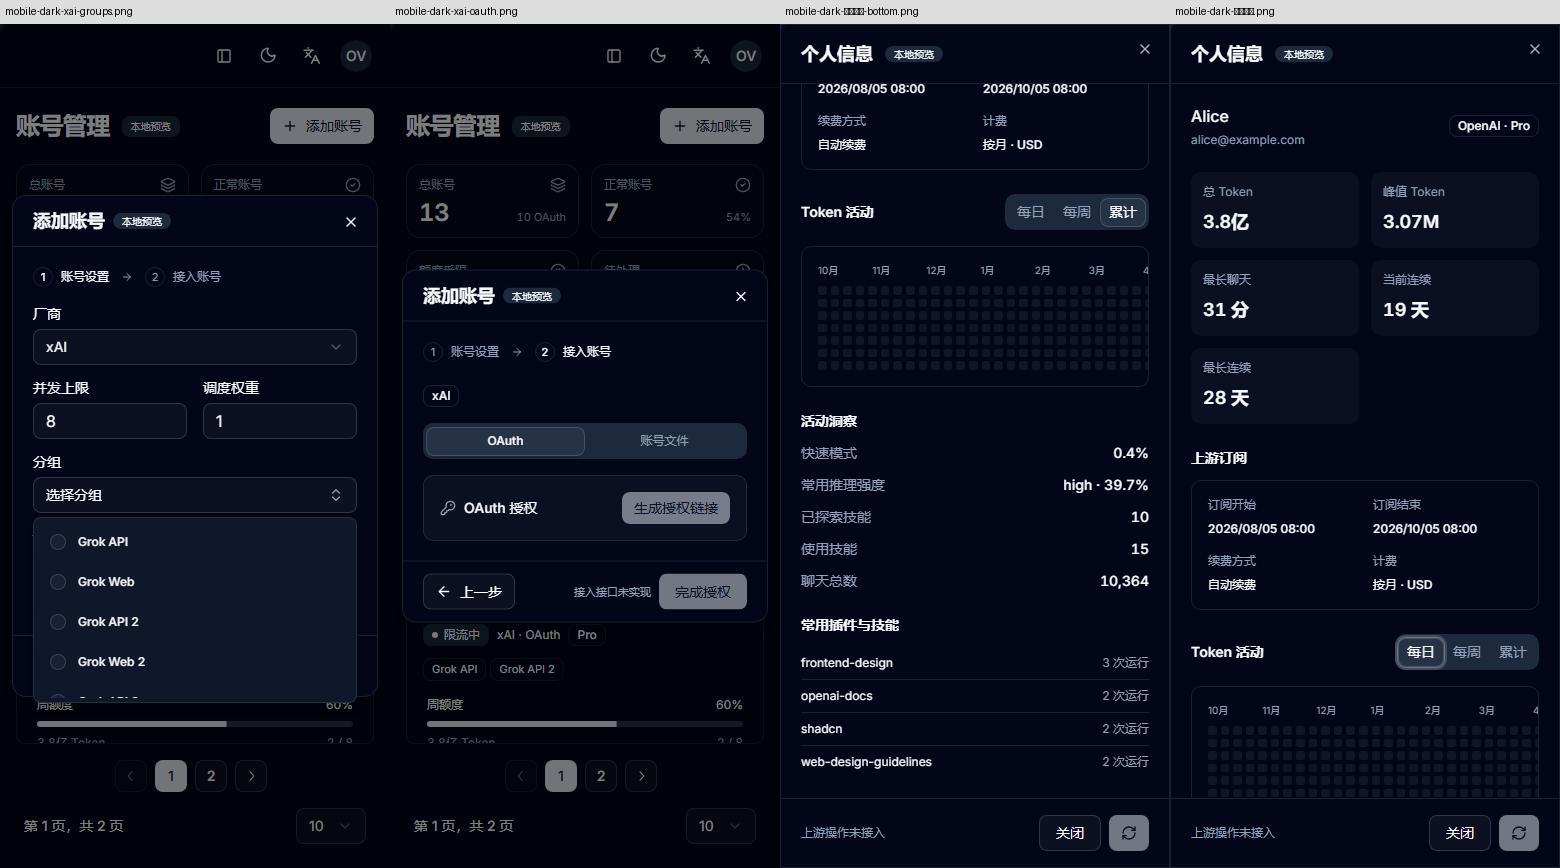 mobile-dark-xai-groups.png
OV
账号管理 本地预览 + 添加账号
总账号 正常账号
添加账号 本地预览
1 账号设置 → 2 接入账号
厂商
xAI
并发上限 调度权重
8 1
分组
选择分组
Grok API
Grok Web
Grok API 2
Grok Web 2
周额度 60%
3.8亿 Token 2 / 8
1 2
第 1 页，共 2 页 10
mobile-dark-xai-oauth.png
OV
账号管理 本地预览 + 添加账号
总账号 正常账号
13 10 OAuth 7 54%
添加账号 本地预览
1 账号设置 → 2 接入账号
xAI
OAuth 账号文件
OAuth 授权 生成授权链接
上一步 接入接口未实现 完成授权
限流中 xAI · OAuth Pro
Grok API Grok API 2
周额度 60%
3.8亿 Token 2 / 8
1 2
第 1 页，共 2 页 10
mobile-dark-bottom.png
个人信息 本地预览
2026/08/05 08:00 2026/10/05 08:00
续费方式 计费
自动续费 按月 · USD
Token 活动 每日 每周 累计
10月 11月 12月 1月 2月 3月 4
活动洞察
快速模式 0.4%
常用推理强度 high · 39.7%
已探索技能 10
使用技能 15
聊天总数 10,364
常用插件与技能
frontend-design 3 次运行
openai-docs 2 次运行
shadcn 2 次运行
web-design-guidelines 2 次运行
上游操作未接入 关闭
mobile-dark-.png
个人信息 本地预览
Alice
alice@example.com OpenAI · Pro
总 Token 峰值 Token
3.8亿 3.07M
最长聊天 当前连续
31 分 19 天
最长连续
28 天
上游订阅
订阅开始 订阅结束
2026/08/05 08:00 2026/10/05 08:00
续费方式 计费
自动续费 按月 · USD
Token 活动 每日 每周 累计
10月 11月 12月 1月 2月 3月 4
上游操作未接入 关闭